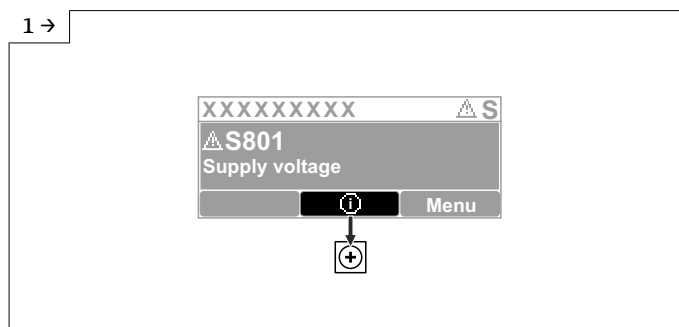 1 →
XXXXXXXXX ⚠ S
⚠S801
Supply voltage
ⓘ Menu
+